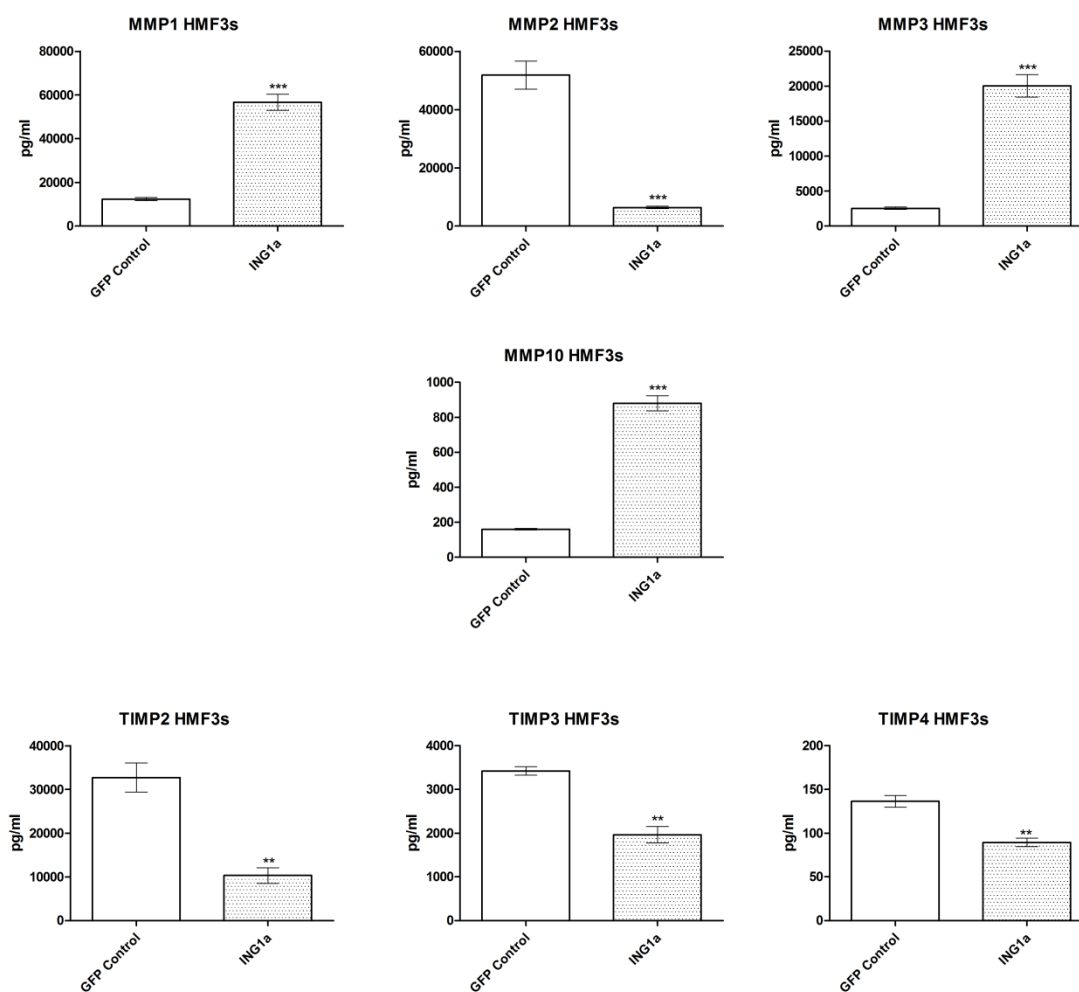 MMP1 HMF3s
80000
60000
40000
20000
0
pg/ml
***
GFP Control
ING1a
MMP2 HMF3s
60000
40000
20000
0
pg/ml
***
GFP Control
ING1a
MMP3 HMF3s
25000
20000
15000
10000
5000
0
pg/ml
***
GFP Control
ING1a
MMP10 HMF3s
1000
800
600
400
200
0
pg/ml
***
GFP Control
ING1a
TIMP2 HMF3s
40000
30000
20000
10000
0
pg/ml
**
GFP Control
ING1a
TIMP3 HMF3s
4000
3000
2000
1000
0
pg/ml
**
GFP Control
ING1a
TIMP4 HMF3s
200
150
100
50
0
pg/ml
**
GFP Control
ING1a